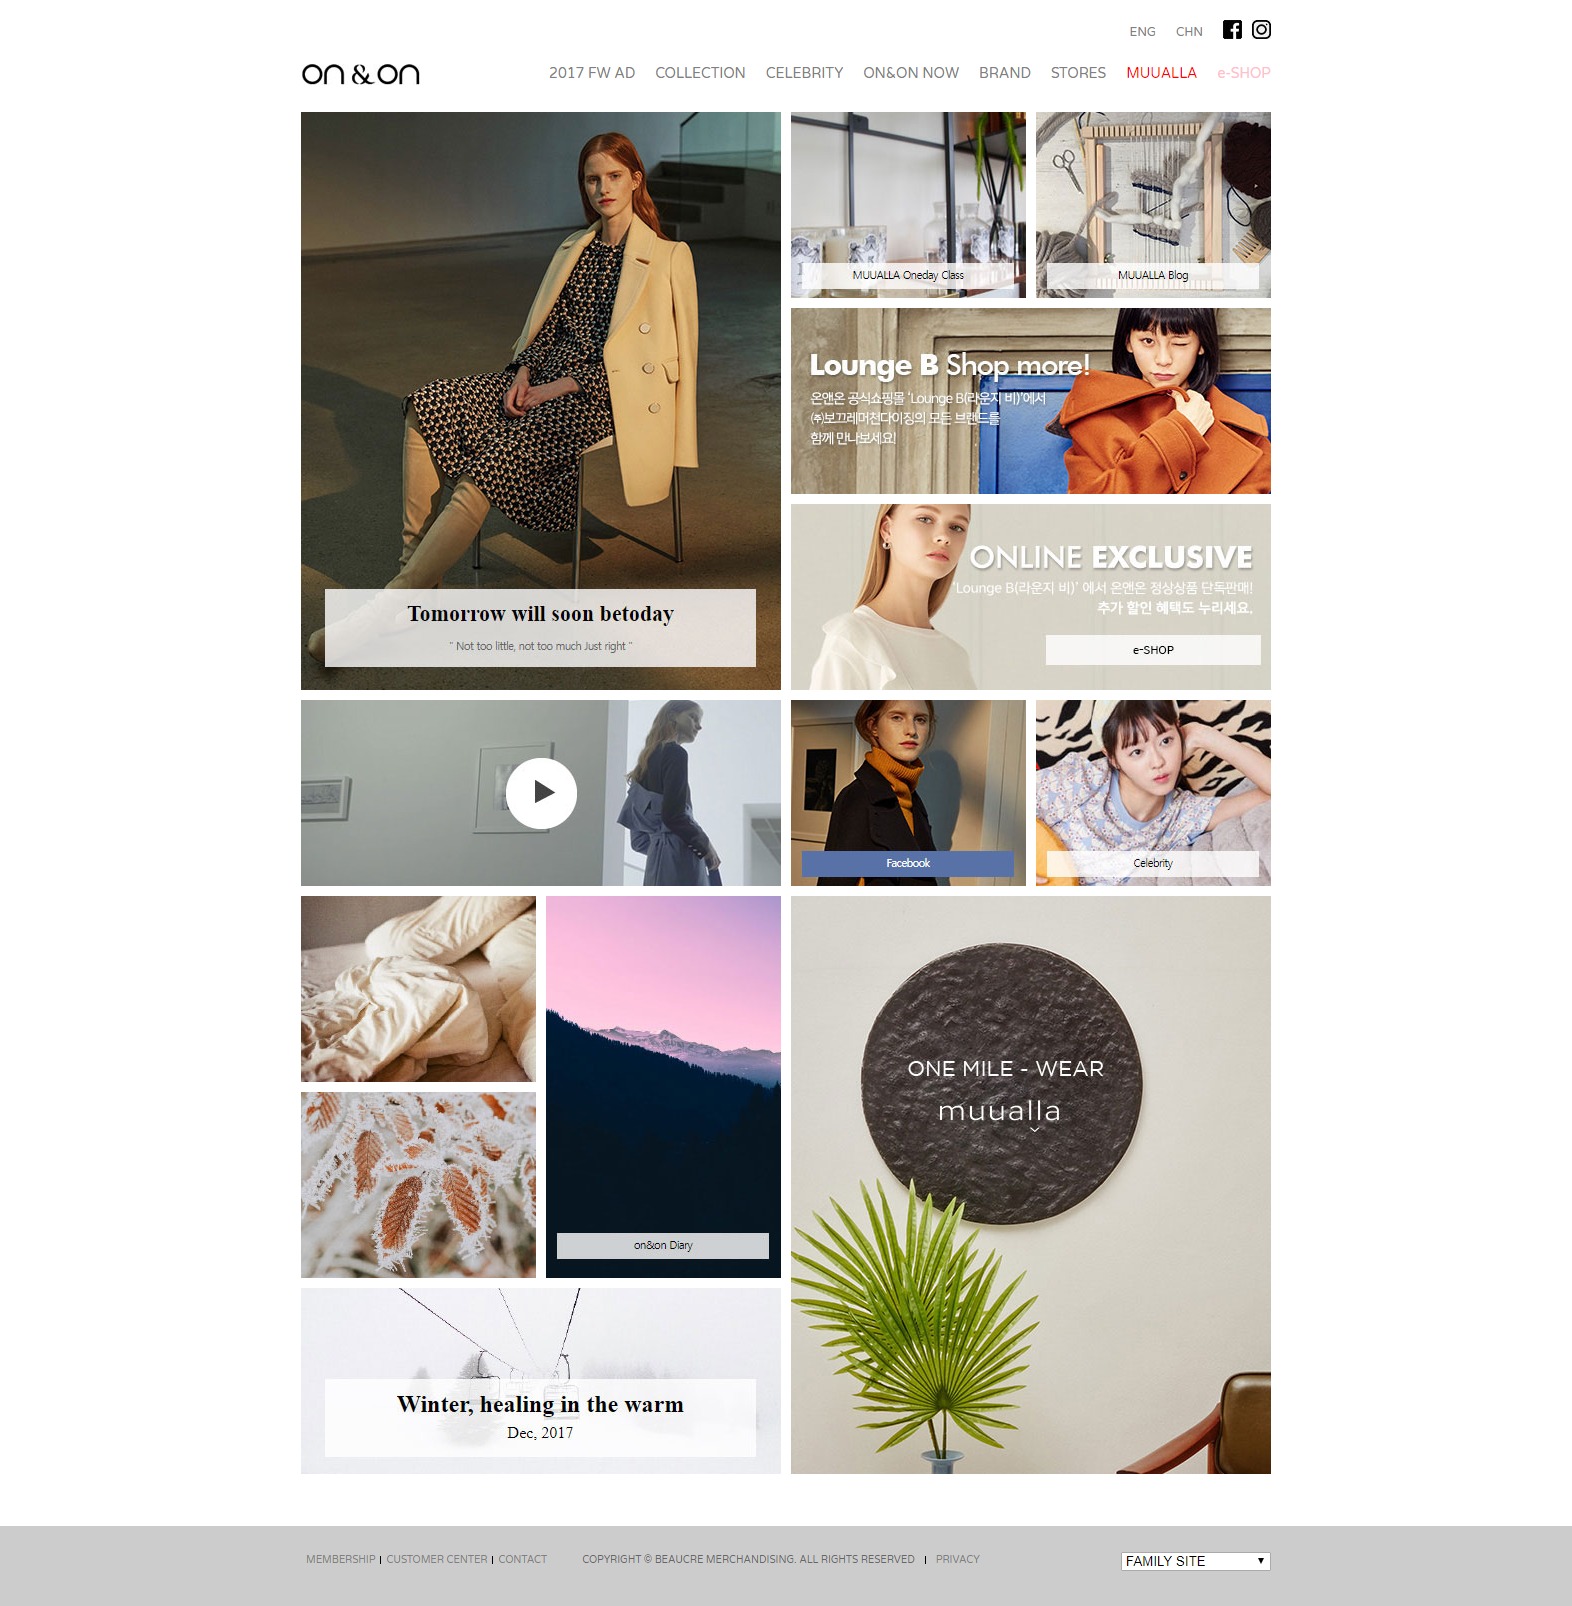 ENG CHN
on&on
2017 FW AD COLLECTION CELEBRITY ON&ON NOW BRAND STORES MUUALLA e-SHOP
MUUALLA Oneday Class
MUUALLA Blog
Lounge B Shop more!
온앤온 공식쇼핑몰 'Lounge B(라운지 비)'에서
㈜보끄레머천다이징의 모든 브랜드를
함께 만나보세요!
Tomorrow will soon betoday
" Not too little, not too much Just right "
ONLINE EXCLUSIVE
'Lounge B(라운지 비)' 에서 온앤온 정상상품 단독판매!
추가 할인 혜택도 누리세요.
e-SHOP
Facebook
Celebrity
ONE MILE - WEAR
muualla
on&on Diary
Winter, healing in the warm
Dec, 2017
MEMBERSHIP CUSTOMER CENTER CONTACT COPYRIGHT © BEAUCRE MERCHANDISING. ALL RIGHTS RESERVED PRIVACY
FAMILY SITE